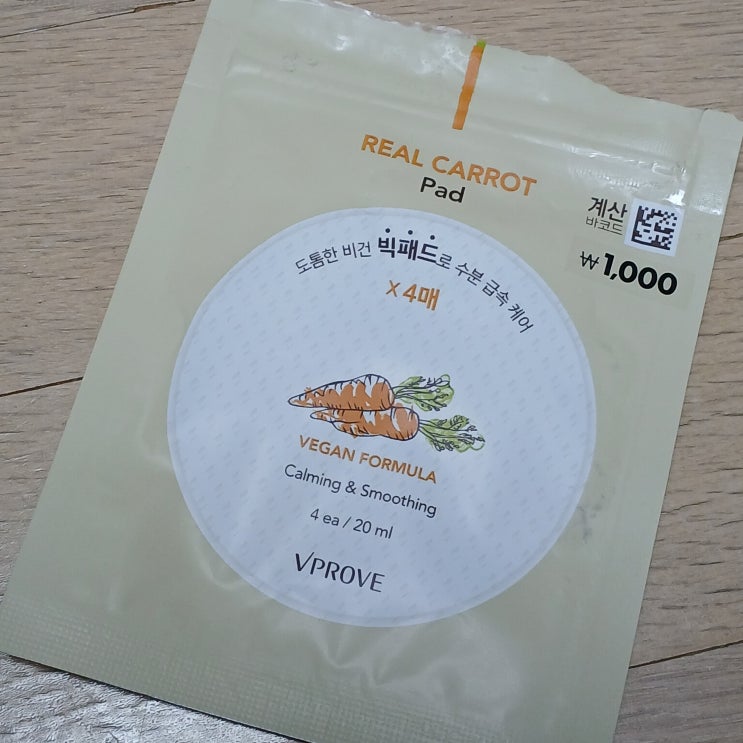 REAL CARROT
Pad
계산
바코드
₩1,000
도톰한 비건 빅패드로 수분 급속 케어
X 4매
VEGAN FORMULA
Calming & Smoothing
4 ea / 20 ml
VPROVE